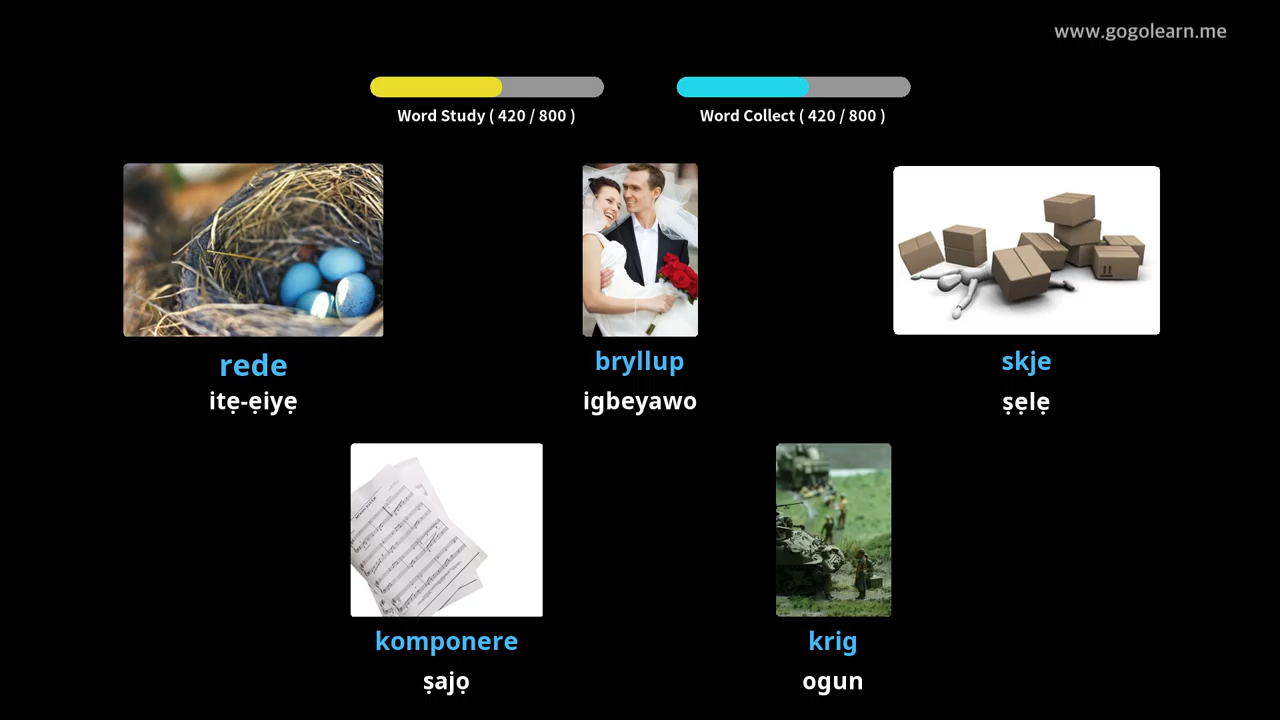 www.gogolearn.me
Word Study ( 420 / 800 )
Word Collect ( 420 / 800 )
rede
itẹ-ẹiyẹ
bryllup
igbeyawo
skje
ṣẹlẹ
komponere
ṣajọ
krig
ogun